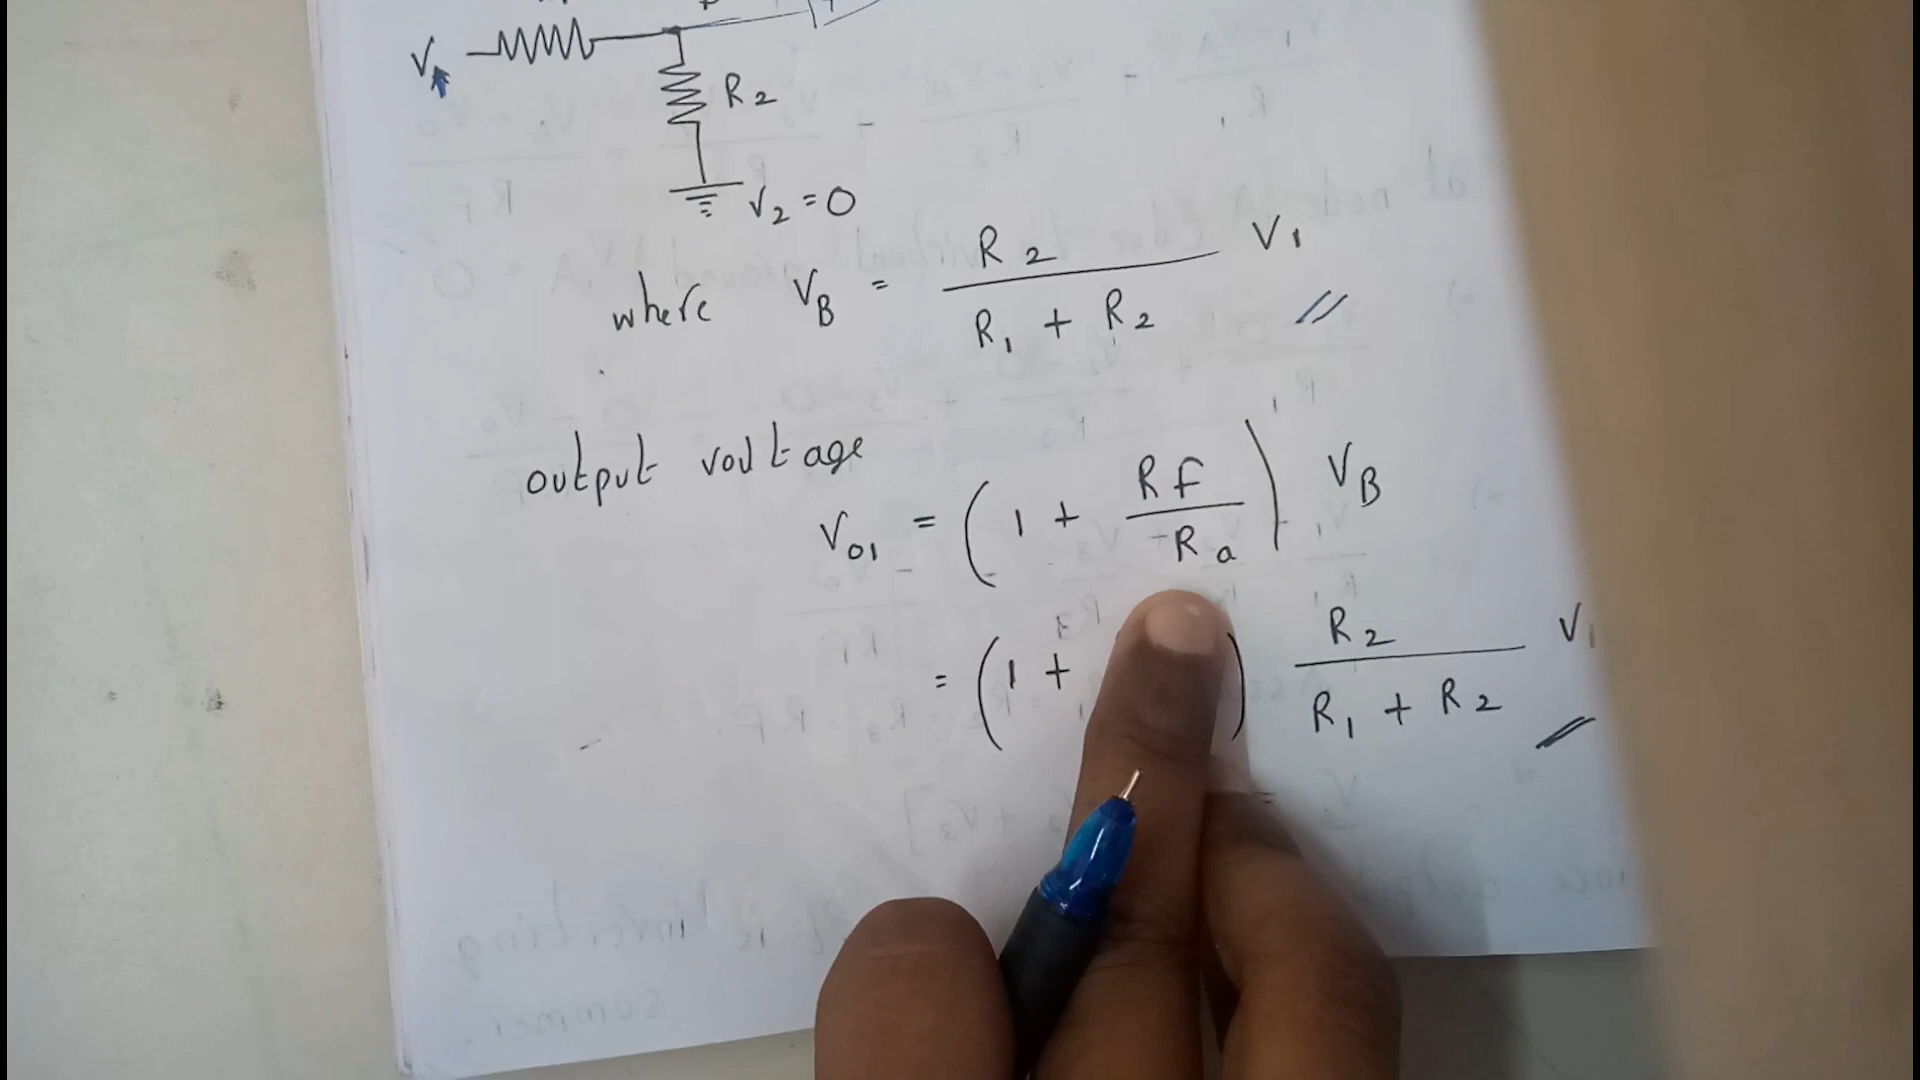 R2
V2 = 0
where VB = R2 / R1 + R2 V1 //
output voltage
Vo1 = (1 + RF / Ra) VB
= (1 + ) R2 / R1 + R2 V1